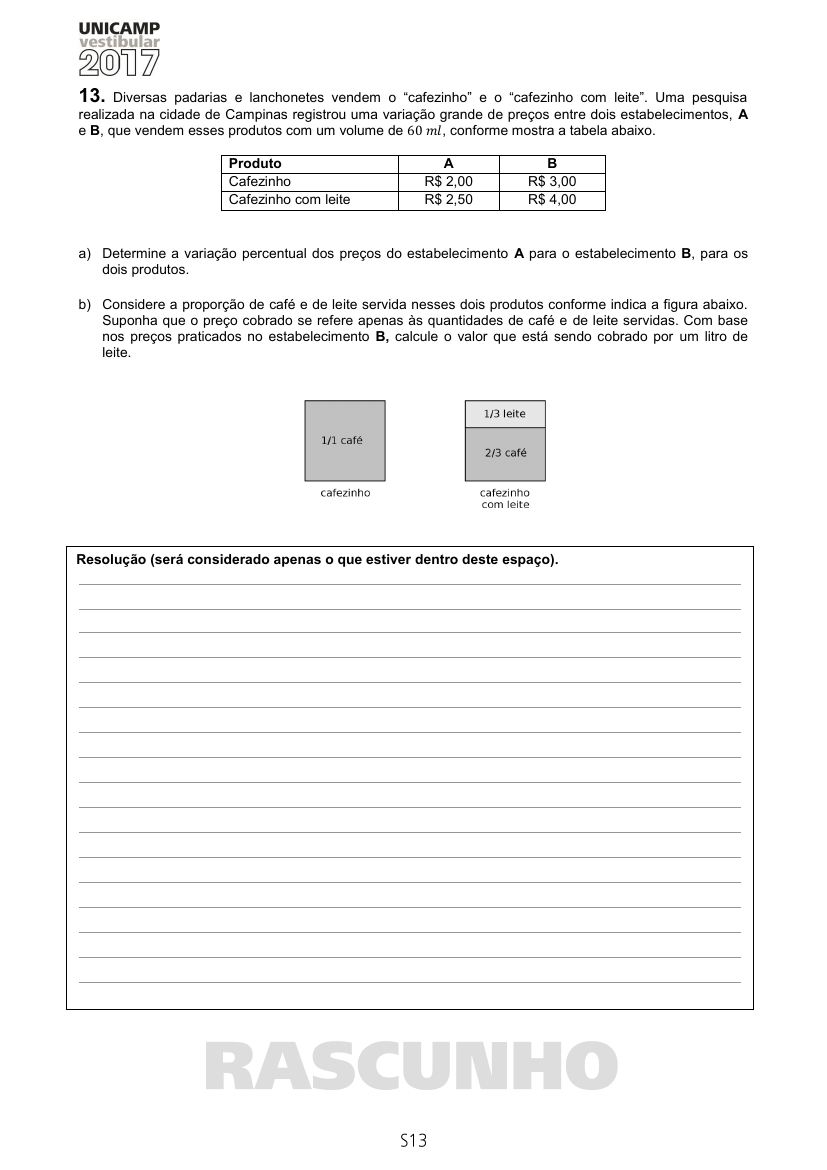 UNICAMP
vestibular
2017
13. Diversas padarias e lanchonetes vendem o “cafezinho” e o “cafezinho com leite”. Uma pesquisa
realizada na cidade de Campinas registrou uma variação grande de preços entre dois estabelecimentos, A
e B, que vendem esses produtos com um volume de 60 ml, conforme mostra a tabela abaixo.
Produto A B
Cafezinho R$ 2,00 R$ 3,00
Cafezinho com leite R$ 2,50 R$ 4,00
a) Determine a variação percentual dos preços do estabelecimento A para o estabelecimento B, para os
dois produtos.
b) Considere a proporção de café e de leite servida nesses dois produtos conforme indica a figura abaixo.
Suponha que o preço cobrado se refere apenas às quantidades de café e de leite servidas. Com base
nos preços praticados no estabelecimento B, calcule o valor que está sendo cobrado por um litro de
leite.
1/1 café
cafezinho
1/3 leite
2/3 café
cafezinho
com leite
Resolução (será considerado apenas o que estiver dentro deste espaço).
RASCUNHO
S13